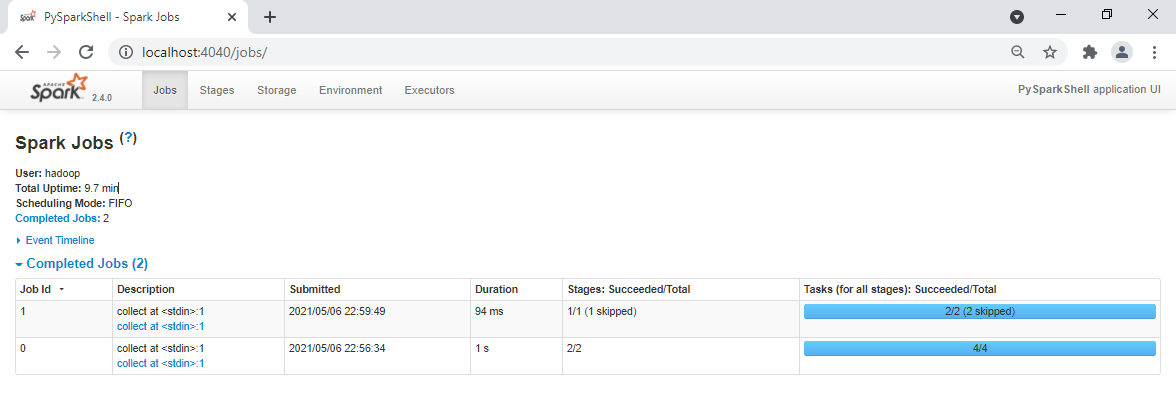 PySparkShell - Spark Jobs
localhost:4040/jobs/
APACHE
Spark 2.4.0 Jobs Stages Storage Environment Executors PySparkShell application UI
Spark Jobs (?)
User: hadoop
Total Uptime: 9.7 min
Scheduling Mode: FIFO
Completed Jobs: 2
Event Timeline
Completed Jobs (2)
Job Id Description Submitted Duration Stages: Succeeded/Total Tasks (for all stages): Succeeded/Total
1 collect at <stdin>:1 2021/05/06 22:59:49 94 ms 1/1 (1 skipped) 2/2 (2 skipped)
collect at <stdin>:1
0 collect at <stdin>:1 2021/05/06 22:56:34 1 s 2/2 4/4
collect at <stdin>:1